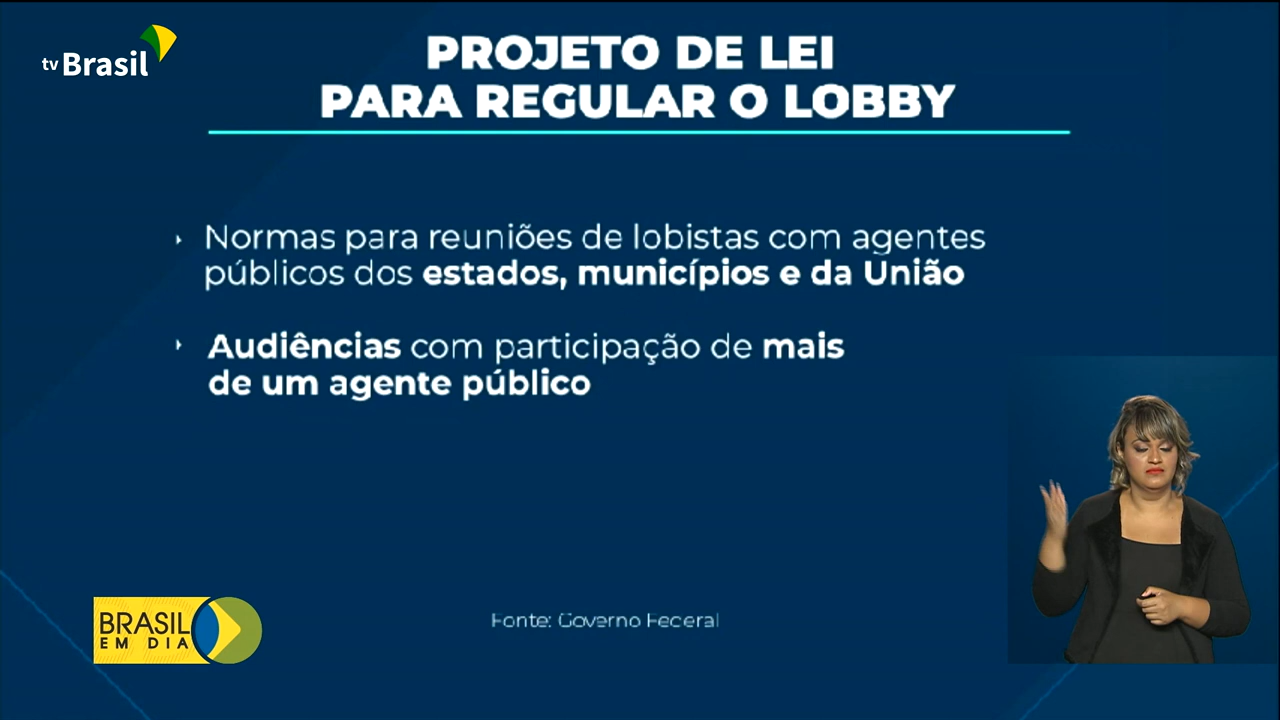 tv Brasil
PROJETO DE LEI
PARA REGULAR O LOBBY
Normas para reuniões de lobistas com agentes
públicos dos estados, municípios e da União
Audiências com participação de mais
de um agente público
BRASIL
EM DIA
Fonte: Governo Federal